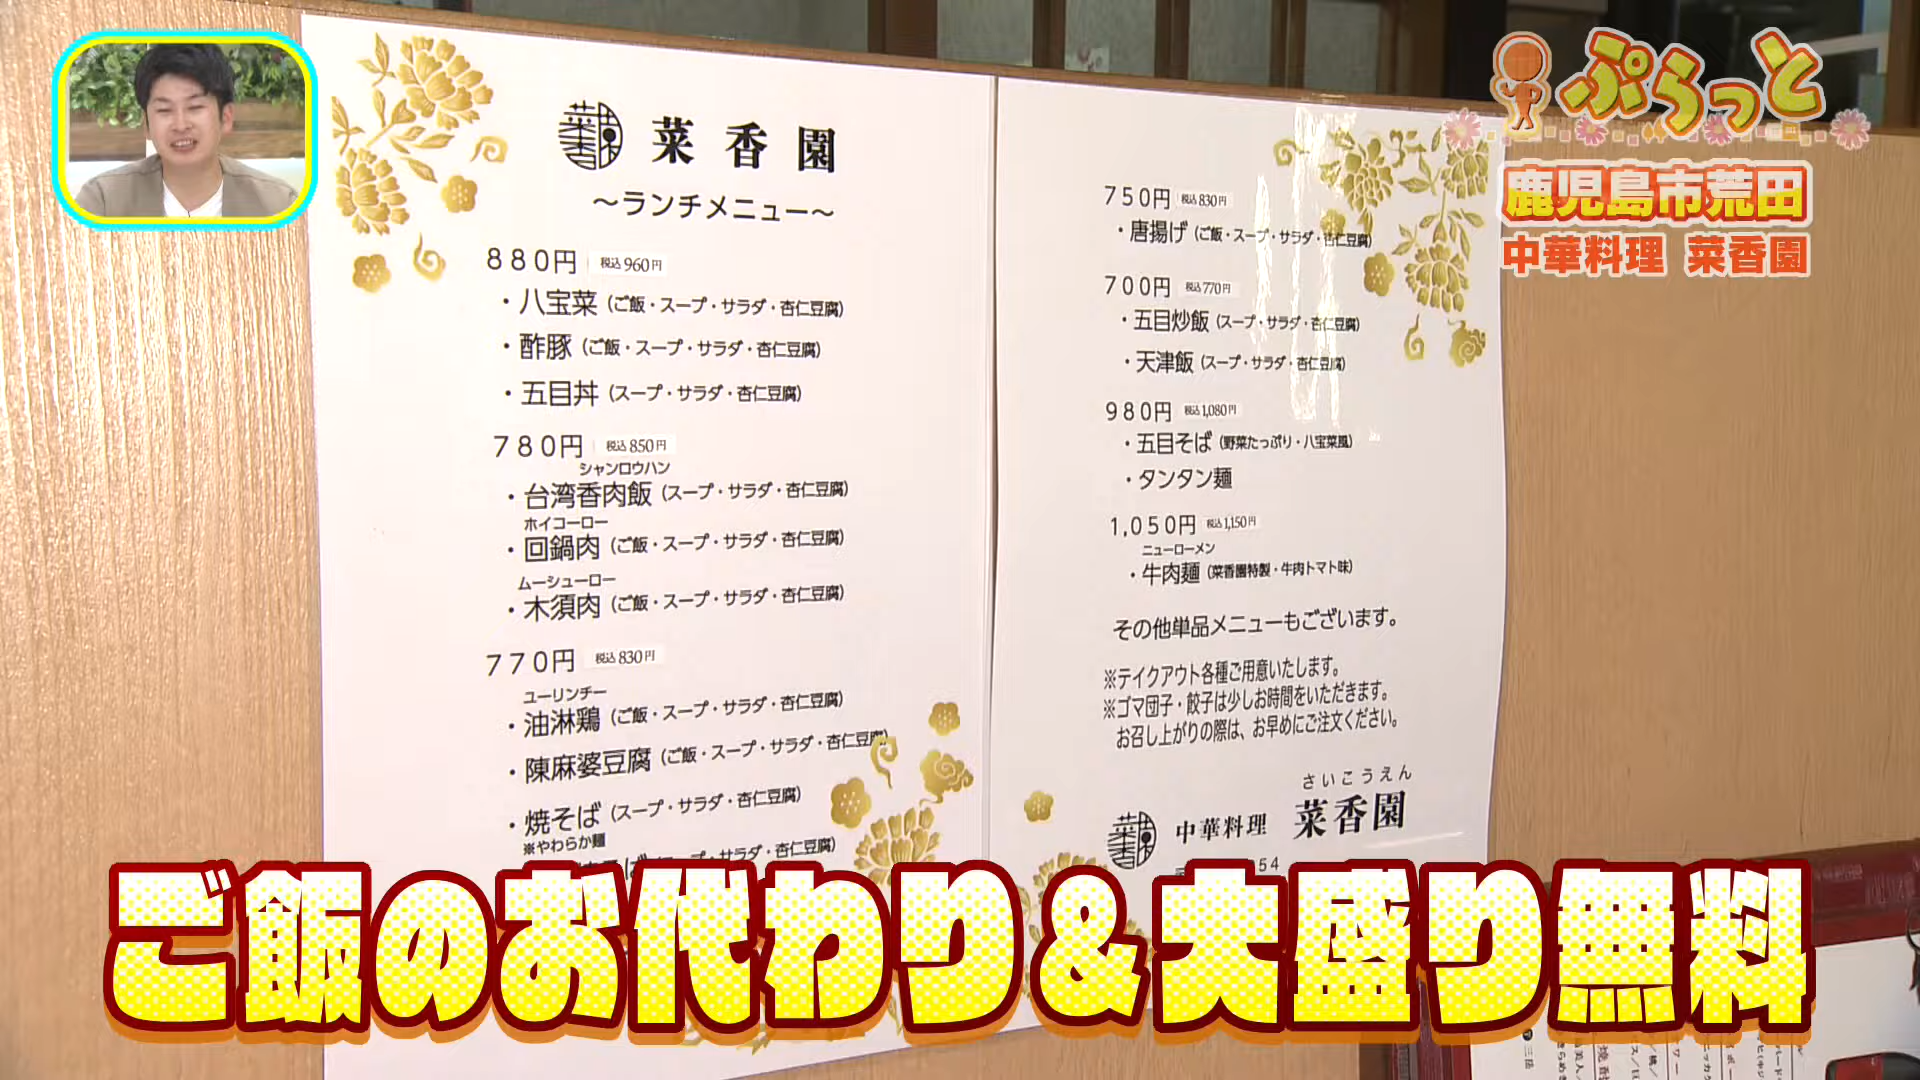 ぷらっと
鹿児島市荒田
中華料理 菜香園
菜香園
～ランチメニュー～
880円 税込960円
・八宝菜（ご飯・スープ・サラダ・杏仁豆腐）
・酢豚（ご飯・スープ・サラダ・杏仁豆腐）
・五目丼（スープ・サラダ・杏仁豆腐）
780円 税込850円
シャンロウハン
・台湾香肉飯（スープ・サラダ・杏仁豆腐）
ホイコーロー
・回鍋肉（ご飯・スープ・サラダ・杏仁豆腐）
ムーシューロー
・木須肉（ご飯・スープ・サラダ・杏仁豆腐）
770円 税込830円
ユーリンチー
・油淋鶏（ご飯・スープ・サラダ・杏仁豆腐）
・陳麻婆豆腐（ご飯・スープ・サラダ・杏仁豆腐）
・焼そば（スープ・サラダ・杏仁豆腐）
※やわらか麺
そば（スープ・サラダ・杏仁豆腐）
750円 税込830円
・唐揚げ（ご飯・スープ・サラダ・杏仁豆腐）
700円 税込770円
・五目炒飯（スープ・サラダ・杏仁豆腐）
・天津飯（スープ・サラダ・杏仁豆腐）
980円 税込1,080円
・五目そば（野菜たっぷり・八宝菜風）
・タンタン麺
1,050円 税込1,150円
ニューローメン
・牛肉麺（菜香園特製・牛肉トマト味）
その他単品メニューもございます。
※テイクアウト各種ご用意いたします。
※ゴマ団子・餃子は少しお時間をいただきます。
お召し上がりの際は、お早めにご注文ください。
さいこうえん
中華料理 菜香園
54
ご飯のお代わり＆大盛り無料